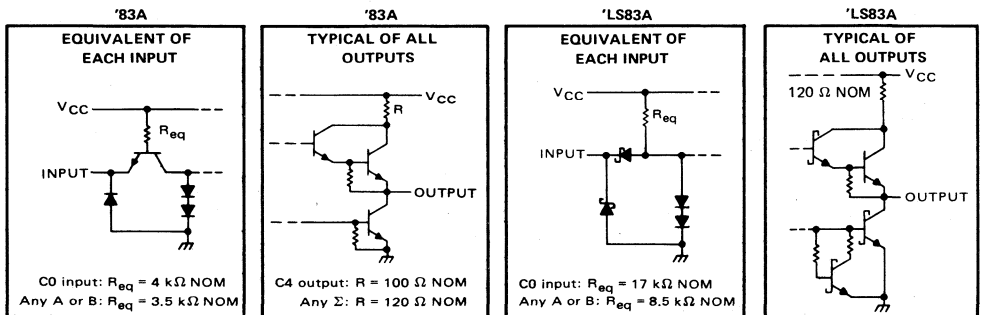 '83A
EQUIVALENT OF
EACH INPUT
VCC
Req
INPUT
C0 input: Req = 4 kΩ NOM
Any A or B: Req = 3.5 kΩ NOM
'83A
TYPICAL OF ALL
OUTPUTS
VCC
R
OUTPUT
C4 output: R = 100 Ω NOM
Any Σ: R = 120 Ω NOM
'LS83A
EQUIVALENT OF
EACH INPUT
VCC
Req
INPUT
C0 input: Req = 17 kΩ NOM
Any A or B: Req = 8.5 kΩ NOM
'LS83A
TYPICAL OF
ALL OUTPUTS
VCC
120 Ω NOM
OUTPUT